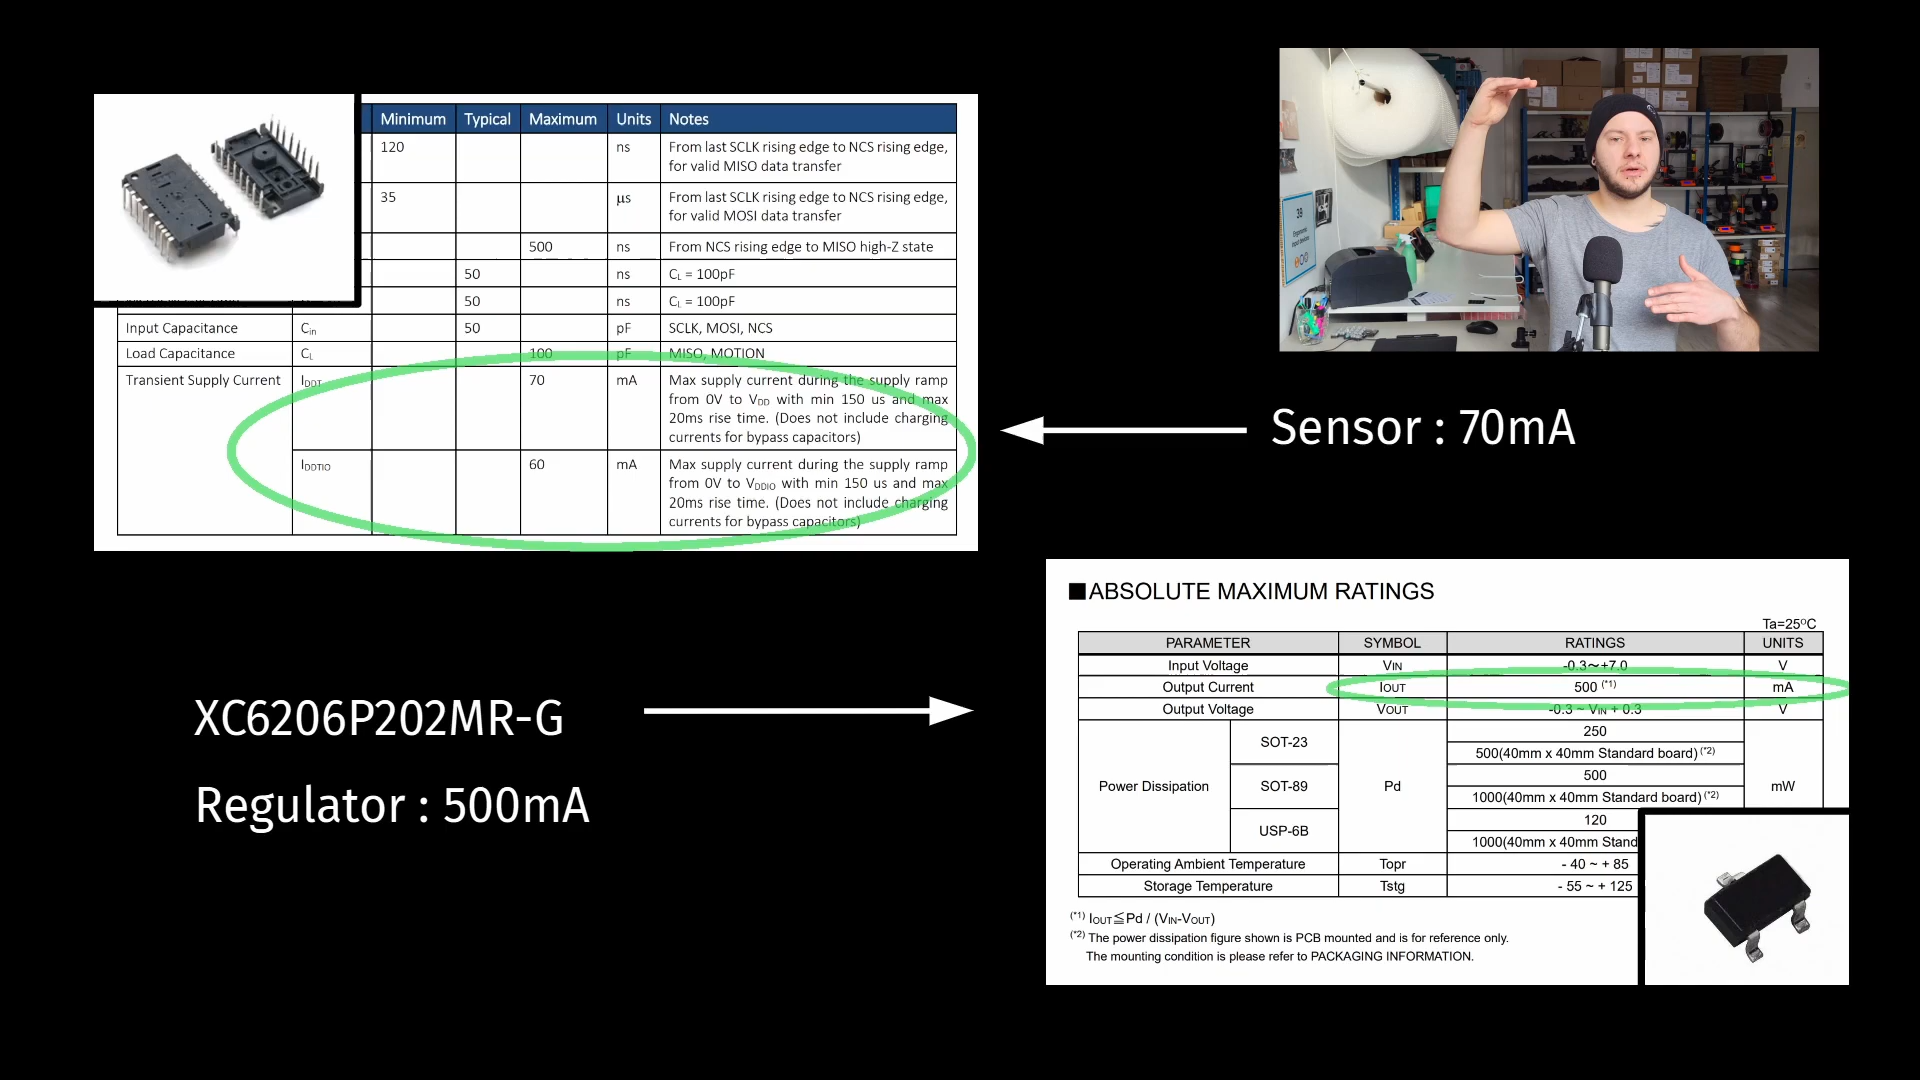 Minimum Typical Maximum Units Notes
120 ns From last SCLK rising edge to NCS rising edge,
for valid MISO data transfer
35 µs From last SCLK rising edge to NCS rising edge,
for valid MOSI data transfer
500 ns From NCS rising edge to MISO high-Z state
50 ns CL = 100pF
50 ns CL = 100pF
Input Capacitance Cin 50 pF SCLK, MOSI, NCS
Load Capacitance CL 100 pF MISO, MOTION
Transient Supply Current IDDT 70 mA Max supply current during the supply ramp
from 0V to VDD with min 150 us and max
20ms rise time. (Does not include charging
currents for bypass capacitors)
IDDTIO 60 mA Max supply current during the supply ramp
from 0V to VDDIO with min 150 us and max
20ms rise time. (Does not include charging
currents for bypass capacitors)
Sensor : 70mA
XC6206P202MR-G
Regulator : 500mA
■ABSOLUTE MAXIMUM RATINGS
Ta=25°C
PARAMETER SYMBOL RATINGS UNITS
Input Voltage VIN -0.3~+7.0 V
Output Current IOUT 500 (*1) mA
Output Voltage VOUT -0.3 ~ VIN + 0.3 V
Power Dissipation Pd mW
SOT-23 250
500(40mm x 40mm Standard board) (*2)
SOT-89 500
1000(40mm x 40mm Standard board) (*2)
USP-6B 120
1000(40mm x 40mm Stand
Operating Ambient Temperature Topr - 40 ~ + 85
Storage Temperature Tstg - 55 ~ + 125
(*1) IOUT≦Pd / (VIN-VOUT)
(*2) The power dissipation figure shown is PCB mounted and is for reference only.
The mounting condition is please refer to PACKAGING INFORMATION.